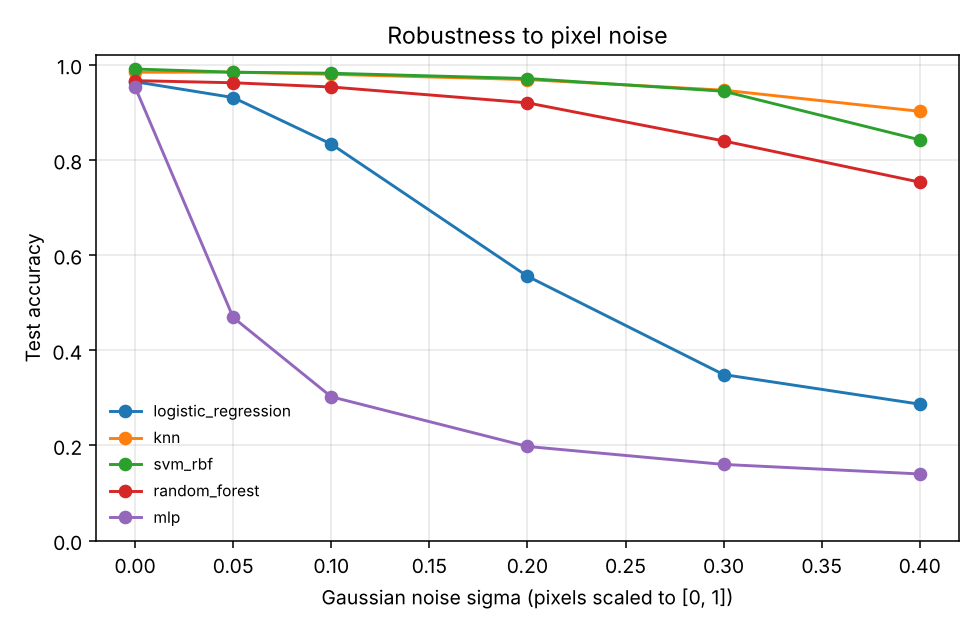 Robustness to pixel noise
Test accuracy
1.0
0.8
0.6
0.4
0.2
0.0
logistic_regression
knn
svm_rbf
random_forest
mlp
0.00 0.05 0.10 0.15 0.20 0.25 0.30 0.35 0.40
Gaussian noise sigma (pixels scaled to [0, 1])